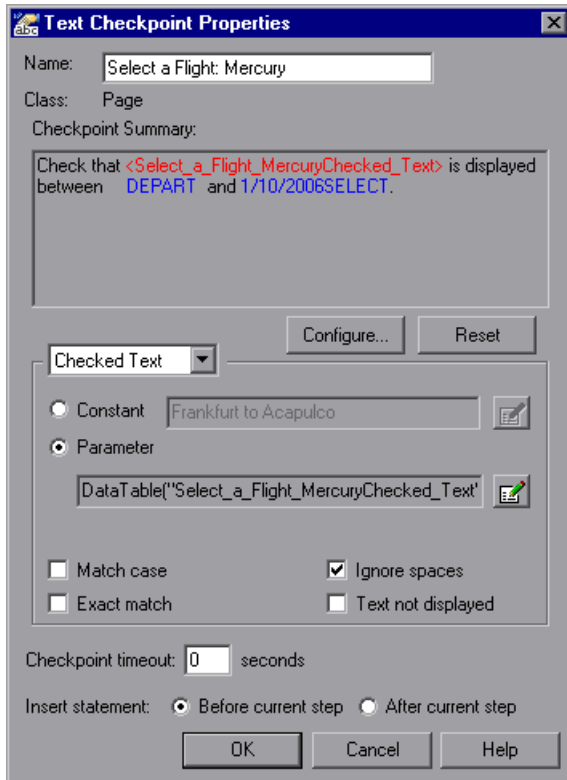 abc Text Checkpoint Properties
Name: Select a Flight: Mercury
Class: Page
Checkpoint Summary:
Check that <Select_a_Flight_MercuryChecked_Text> is displayed
between DEPART and 1/10/2006SELECT.
Configure... Reset
Checked Text
Constant Frankfurt to Acapulco
Parameter
DataTable("Select_a_Flight_MercuryChecked_Text"
Match case Ignore spaces
Exact match Text not displayed
Checkpoint timeout: 0 seconds
Insert statement: Before current step After current step
OK Cancel Help